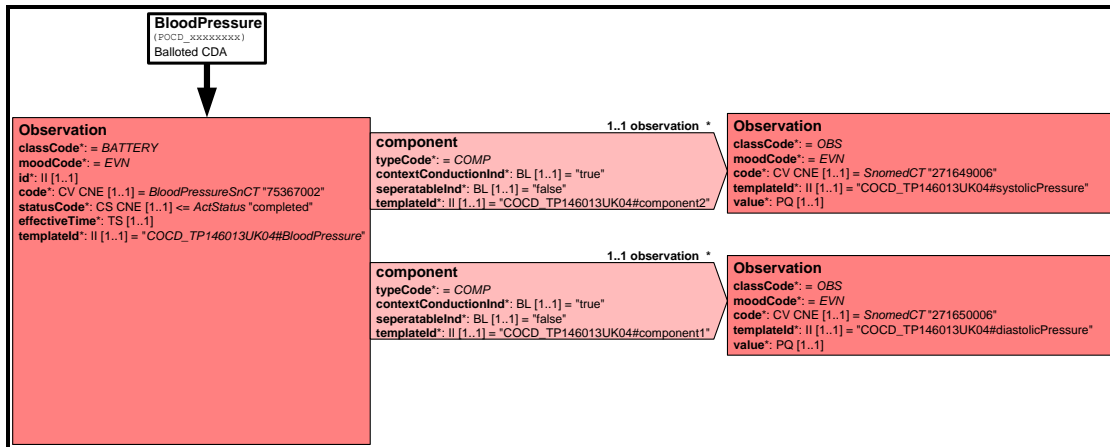 BloodPressure
(POCD_xxxxxxxx)
Balloted CDA
Observation
classCode*: = BATTERY
moodCode*: = EVN
id*: II [1..1]
code*: CV CNE [1..1] = BloodPressureSnCT "75367002"
statusCode*: CS CNE [1..1] <= ActStatus "completed"
effectiveTime*: TS [1..1]
templateId*: II [1..1] = "COCD_TP146013UK04#BloodPressure"
1..1 observation *
component
typeCode*: = COMP
contextConductionInd*: BL [1..1] = "true"
seperatableInd*: BL [1..1] = "false"
templateId*: II [1..1] = "COCD_TP146013UK04#component2"
Observation
classCode*: = OBS
moodCode*: = EVN
code*: CV CNE [1..1] = SnomedCT "271649006"
templateId*: II [1..1] = "COCD_TP146013UK04#systolicPressure"
value*: PQ [1..1]
1..1 observation *
component
typeCode*: = COMP
contextConductionInd*: BL [1..1] = "true"
seperatableInd*: BL [1..1] = "false"
templateId*: II [1..1] = "COCD_TP146013UK04#component1"
Observation
classCode*: = OBS
moodCode*: = EVN
code*: CV CNE [1..1] = SnomedCT "271650006"
templateId*: II [1..1] = "COCD_TP146013UK04#diastolicPressure"
value*: PQ [1..1]